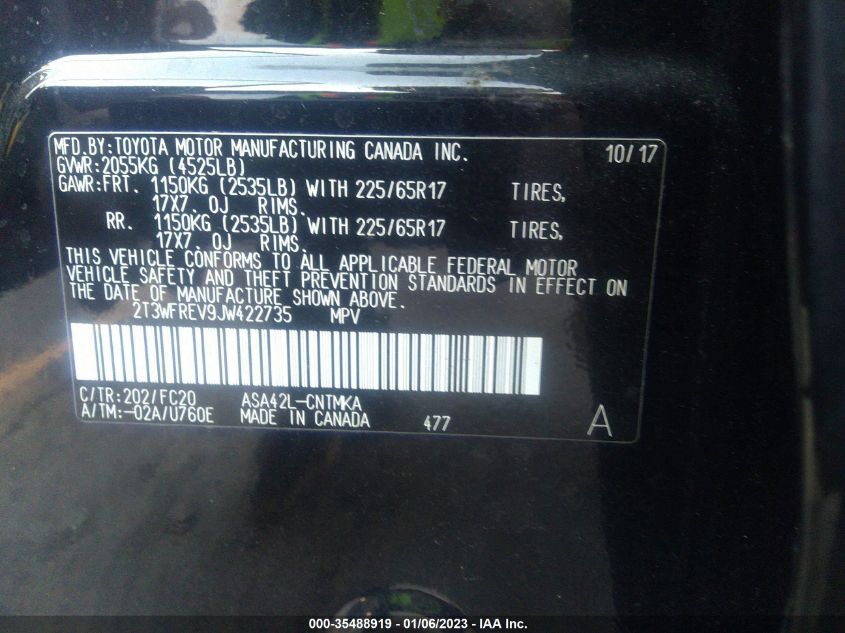 MFD.BY:TOYOTA MOTOR MANUFACTURING CANADA INC. 10/17
GVWR:2055KG (4525LB)
GAWR:FRT. 1150KG (2535LB) WITH 225/65R17 TIRES,
17X7.0J RIMS.
RR. 1150KG (2535LB) WITH 225/65R17 TIRES,
17X7.0J RIMS.
THIS VEHICLE CONFORMS TO ALL APPLICABLE FEDERAL MOTOR
VEHICLE SAFETY AND THEFT PREVENTION STANDARDS IN EFFECT ON
THE DATE OF MANUFACTURE SHOWN ABOVE.
2T3WFREV9JW422735 MPV
C/TR:202/FC20 ASA42L-CNTMKA
A/TM:-02A/U760E MADE IN CANADA 477 A
000-35488919 | 01/06/2023 - IAA Inc.